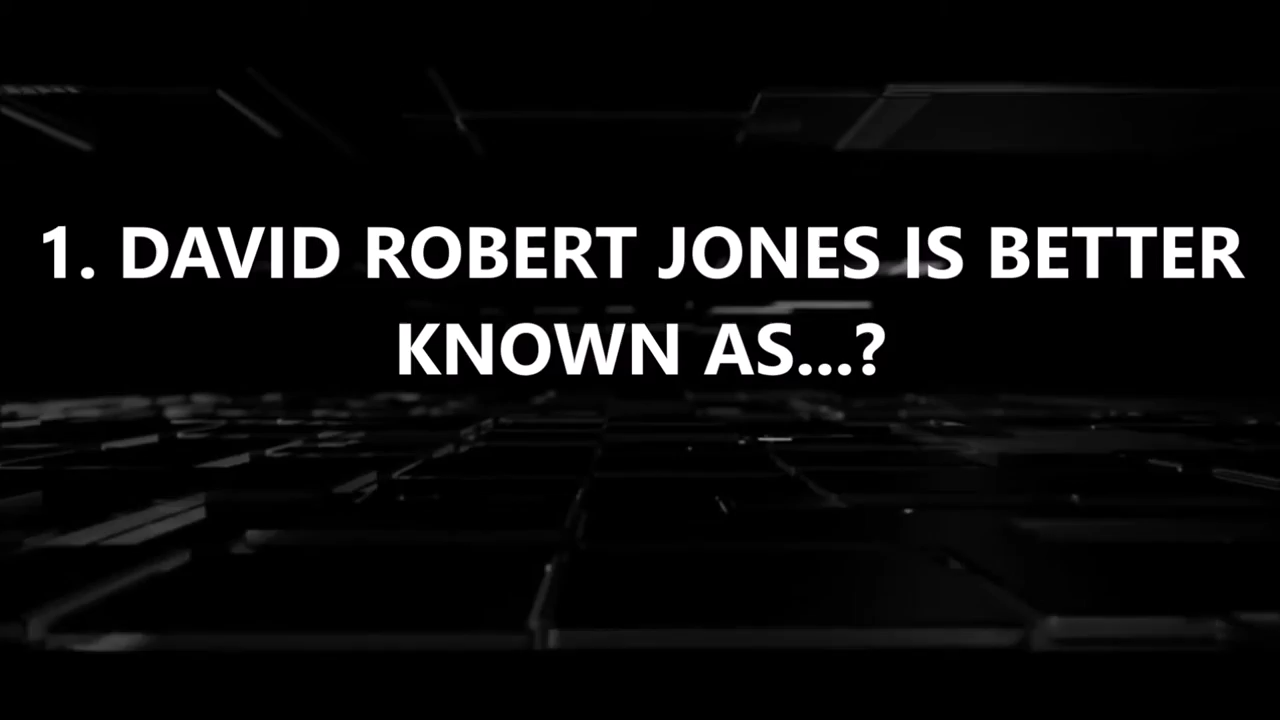 1. DAVID ROBERT JONES IS BETTER
KNOWN AS...?